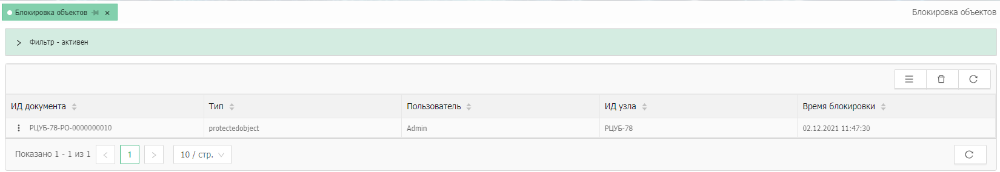 Блокировка объектов
Блокировка объектов
Фильтр - активен
ИД документа Тип Пользователь ИД узла Время блокировки
РЦУБ-78-PO-0000000010 protectedobject Admin РЦУБ-78 02.12.2021 11:47:30
Показано 1 - 1 из 1 < 1 > 10 / стр.